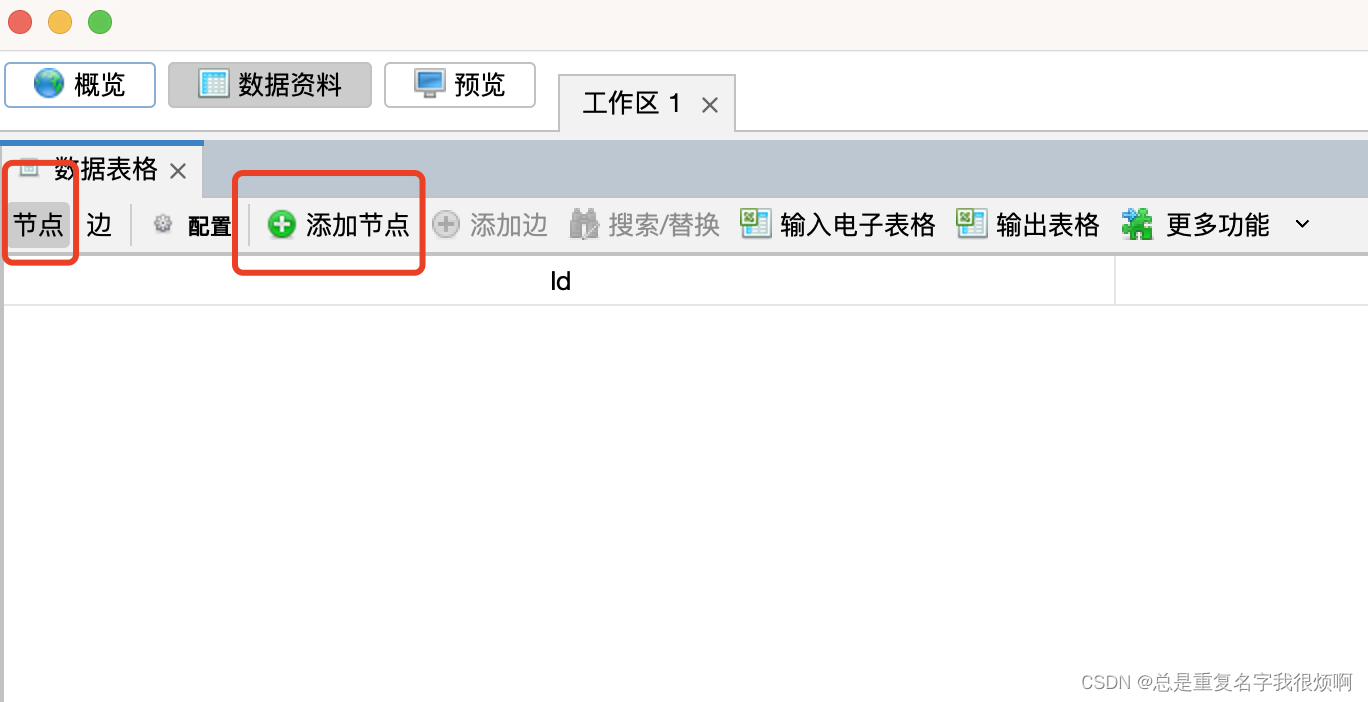 概览 数据资料 预览 工作区 1
数据表格
节点 边 配置 添加节点 添加边 搜索/替换 输入电子表格 输出表格 更多功能
Id
CSDN @总是重复名字我很烦啊